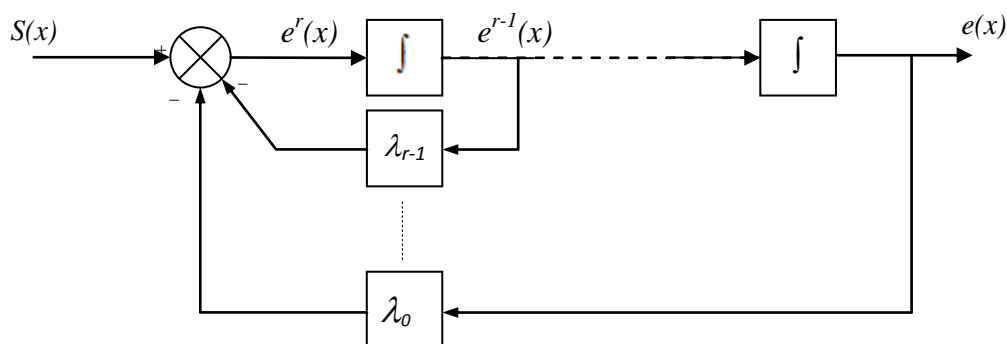 S(x) + e^r(x) ∫ e^{r-1}(x) ∫ e(x)
−
−
λ_{r-1}
λ_0